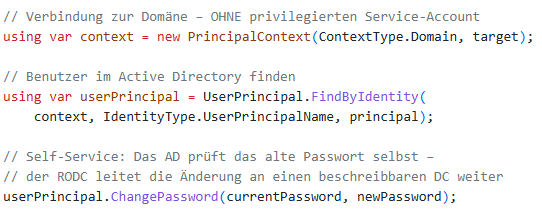 // Verbindung zur Domäne – OHNE privilegierten Service-Account
using var context = new PrincipalContext(ContextType.Domain, target);
// Benutzer im Active Directory finden
using var userPrincipal = UserPrincipal.FindByIdentity(
context, IdentityType.UserPrincipalName, principal);
// Self-Service: Das AD prüft das alte Passwort selbst –
// der RODC leitet die Änderung an einen beschreibbaren DC weiter
userPrincipal.ChangePassword(currentPassword, newPassword);